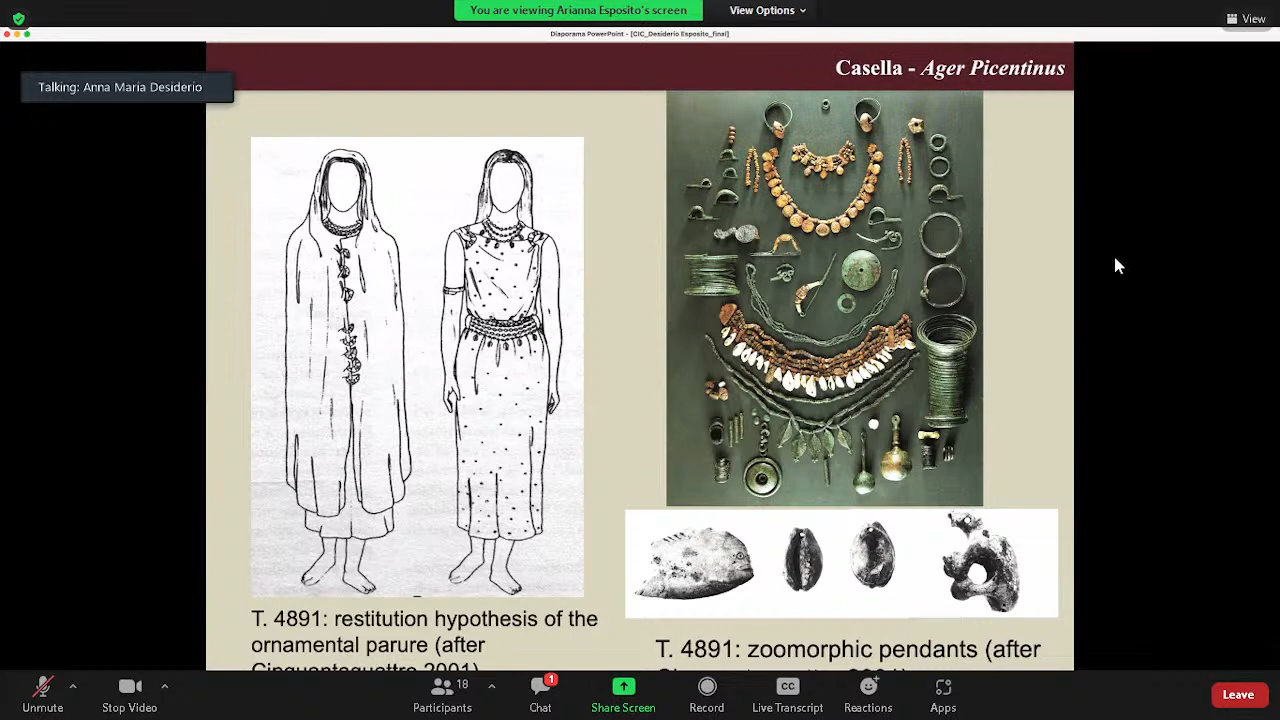 You are viewing Arianna Esposito's screen
View Options
View
Diaporama PowerPoint - [CIC_Desiderio Esposito_final]
Casella - Ager Picentinus
Talking: Anna Maria Desiderio
T. 4891: restitution hypothesis of the
ornamental parure (after
Cinquantaquattro 2001)
T. 4891: zoomorphic pendants (after
Unmute
Stop Video
Participants
18
Chat
1
Share Screen
Record
CC
Live Transcript
Reactions
Apps
Leave